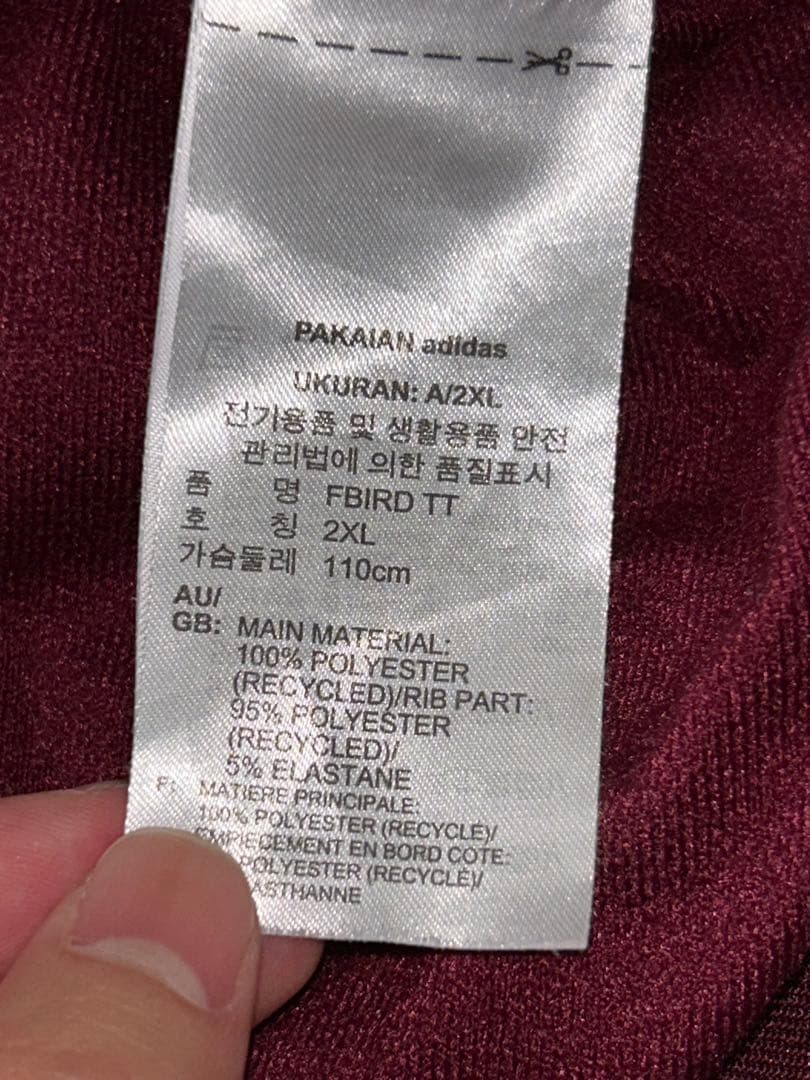 PAKAIAN adidas
UKURAN: A/2XL
전기용품 및 생활용품 안전
관리법에 의한 품질표시
품 명 FBIRD TT
호 칭 2XL
가슴둘레 110cm
AU/
GB: MAIN MATERIAL:
100% POLYESTER
(RECYCLED)/RIB PART:
95% POLYESTER
(RECYCLED)/
5% ELASTANE
F: MATIERE PRINCIPALE:
100% POLYESTER (RECYCLE)/
EMPIECEMENT EN BORD COTE:
POLYESTER (RECYCLE)/